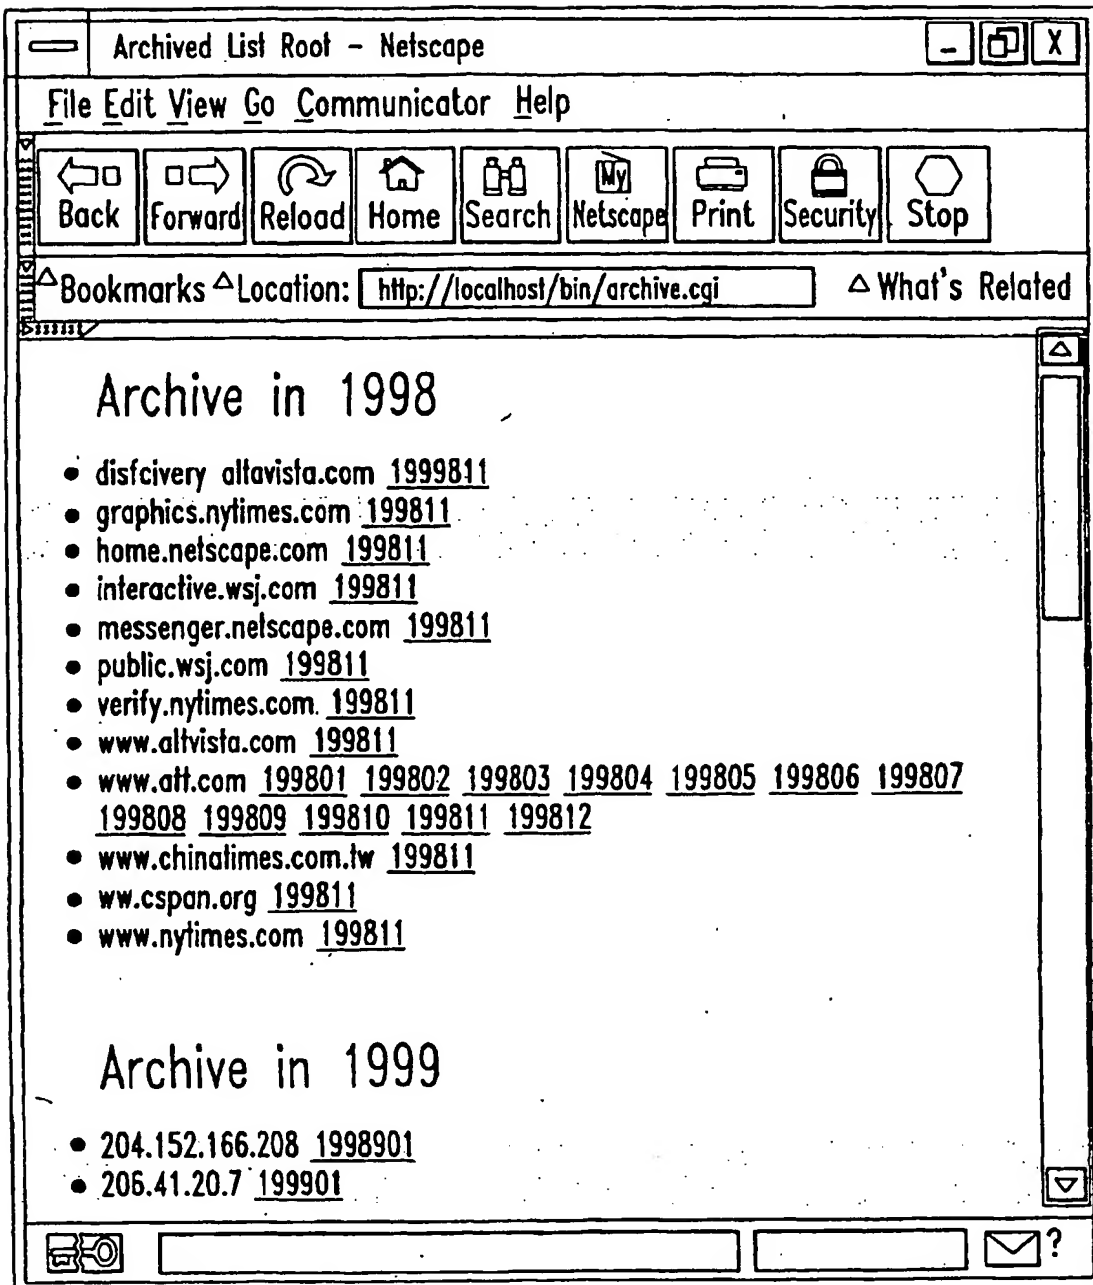 Archived List Root - Netscape
X
File Edit View Go Communicator Help
Back Forward Reload Home Search My Netscape Print Security Stop
Bookmarks Location: http://localhost/bin/archive.cgi What's Related
Archive in 1998
• disfcivery altavista.com 1999811
• graphics.nytimes.com 199811
• home.netscape.com 199811
• interactive.wsj.com 199811
• messenger.netscape.com 199811
• public.wsj.com 199811
• verify.nytimes.com. 199811
• www.altvista.com 199811
• www.att.com 199801 199802 199803 199804 199805 199806 199807
199808 199809 199810 199811 199812
• www.chinatimes.com.tw 199811
• ww.cspan.org 199811
• www.nytimes.com 199811
Archive in 1999
• 204.152.166.208 1998901
• 206.41.20.7 199901
?